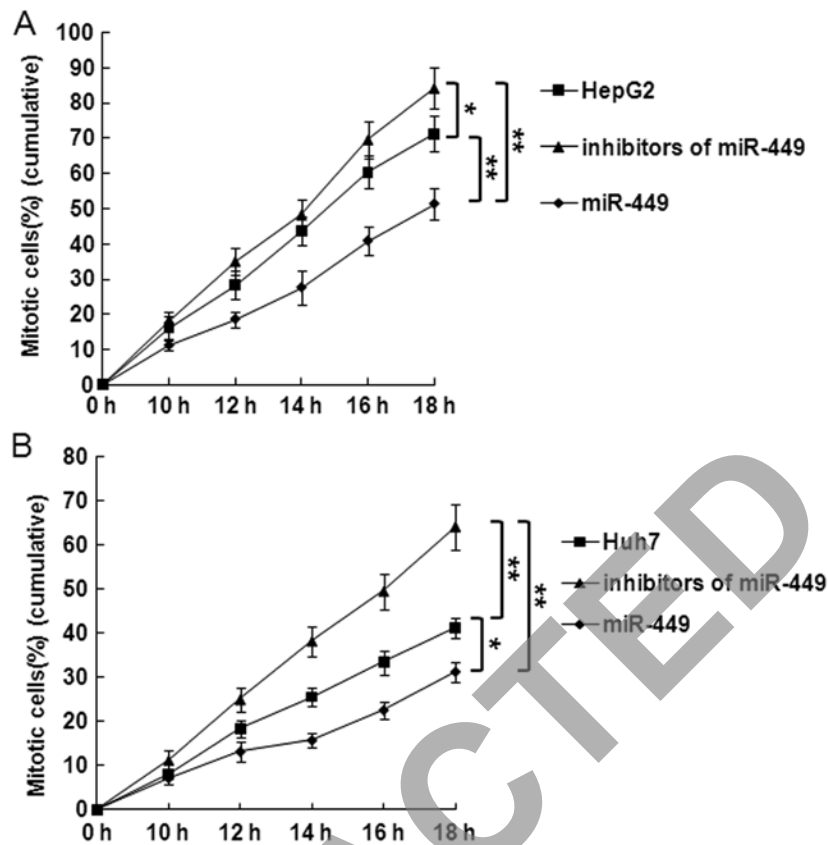 A
Mitotic cells(%) (cumulative)
100
90
80
70
60
50
40
30
20
10
0
0 h 10 h 12 h 14 h 16 h 18 h
*
**
**
HepG2
inhibitors of miR-449
miR-449
B
Mitotic cells(%) (cumulative)
80
70
60
50
40
30
20
10
0
0 h 10 h 12 h 14 h 16 h 18 h
**
*
**
Huh7
inhibitors of miR-449
miR-449
ACTED